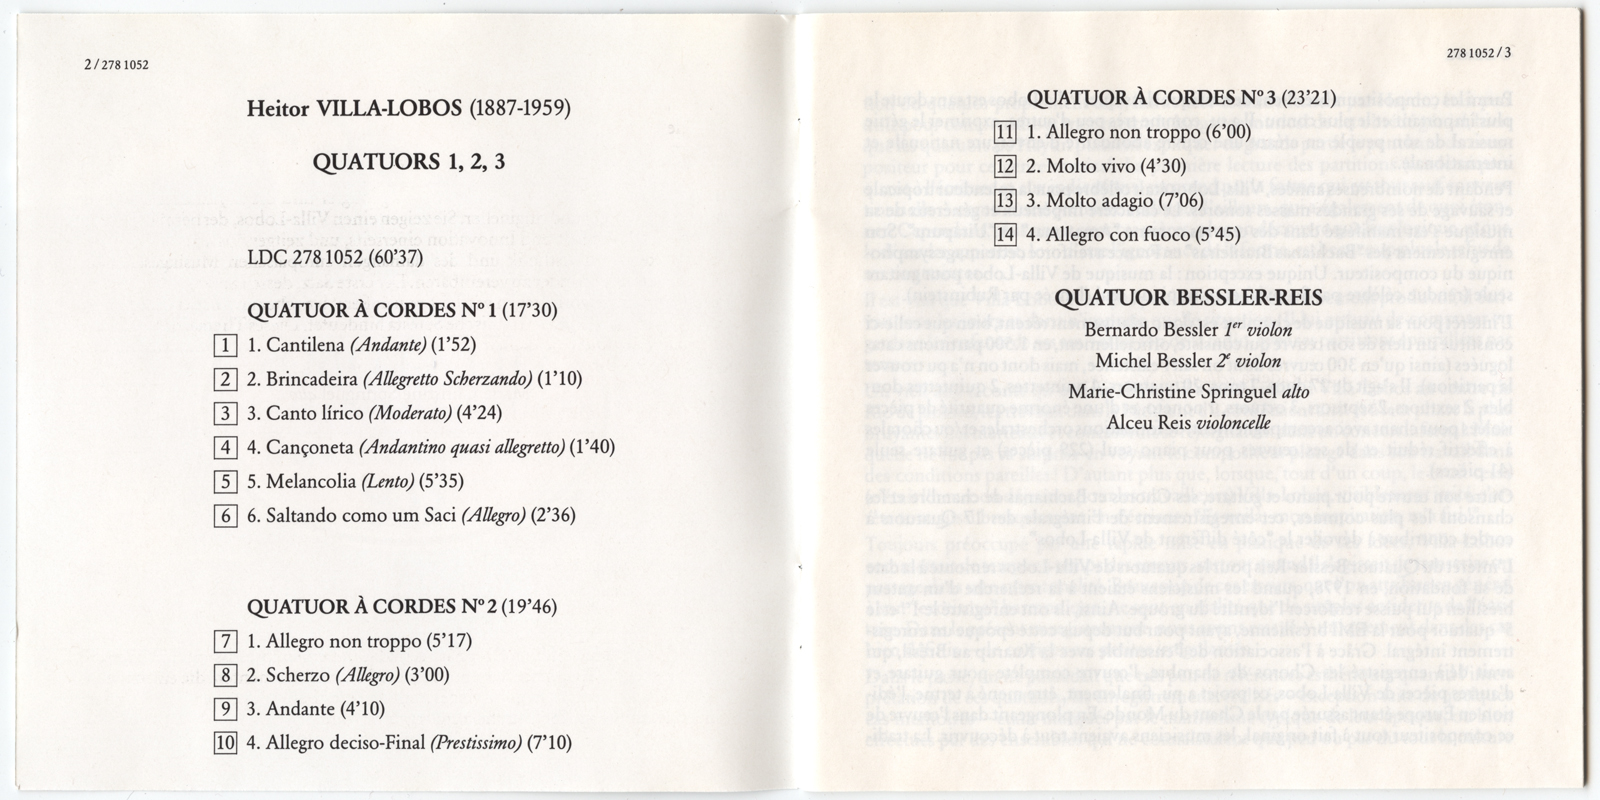 2 / 278 1052
Heitor VILLA-LOBOS (1887-1959)
QUATUORS 1, 2, 3
LDC 278 1052 (60'37)
QUATUOR À CORDES Nº 1 (17'30)
1 1. Cantilena (Andante) (1'52)
2 2. Brincadeira (Allegretto Scherzando) (1'10)
3 3. Canto lírico (Moderato) (4'24)
4 4. Cançoneta (Andantino quasi allegretto) (1'40)
5 5. Melancolia (Lento) (5'35)
6 6. Saltando como um Saci (Allegro) (2'36)
QUATUOR À CORDES Nº 2 (19'46)
7 1. Allegro non troppo (5'17)
8 2. Scherzo (Allegro) (3'00)
9 3. Andante (4'10)
10 4. Allegro deciso-Final (Prestissimo) (7'10)
278 1052 / 3
QUATUOR À CORDES Nº 3 (23'21)
11 1. Allegro non troppo (6'00)
12 2. Molto vivo (4'30)
13 3. Molto adagio (7'06)
14 4. Allegro con fuoco (5'45)
QUATUOR BESSLER-REIS
Bernardo Bessler 1er violon
Michel Bessler 2e violon
Marie-Christine Springuel alto
Alceu Reis violoncelle